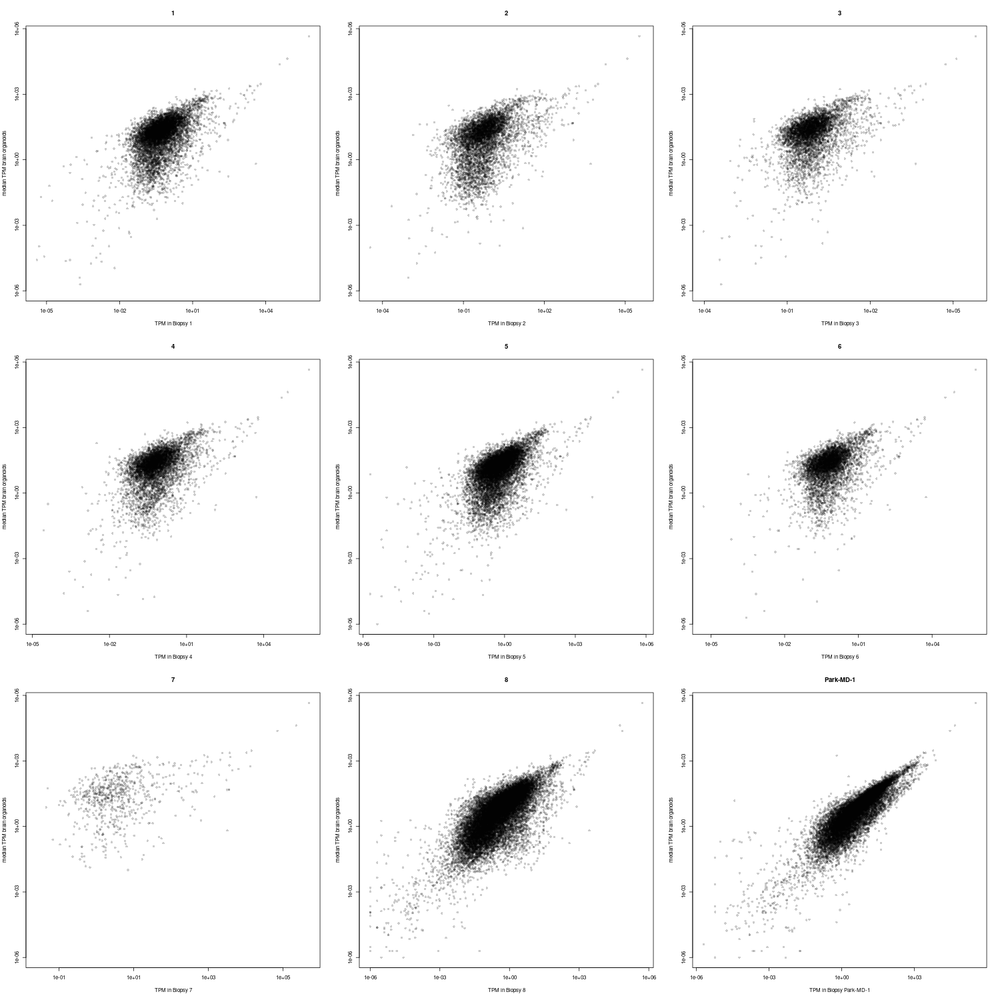 1
median TPM brain organoids
1e-06 1e-03 1e+00 1e+03 1e+06
1e-05 1e-02 1e+01 1e+04
TPM in Biopsy 1
2
median TPM brain organoids
1e-06 1e-03 1e+00 1e+03 1e+06
1e-04 1e-01 1e+02 1e+05
TPM in Biopsy 2
3
median TPM brain organoids
1e-06 1e-03 1e+00 1e+03 1e+06
1e-04 1e-01 1e+02 1e+05
TPM in Biopsy 3
4
median TPM brain organoids
1e-06 1e-03 1e+00 1e+03 1e+06
1e-05 1e-02 1e+01 1e+04
TPM in Biopsy 4
5
median TPM brain organoids
1e-06 1e-03 1e+00 1e+03 1e+06
1e-06 1e-03 1e+00 1e+03 1e+06
TPM in Biopsy 5
6
median TPM brain organoids
1e-06 1e-03 1e+00 1e+03 1e+06
1e-05 1e-02 1e+01 1e+04
TPM in Biopsy 6
7
median TPM brain organoids
1e-06 1e-03 1e+00 1e+03 1e+06
1e-01 1e+01 1e+03 1e+05
TPM in Biopsy 7
8
median TPM brain organoids
1e-06 1e-03 1e+00 1e+03 1e+06
1e-06 1e-03 1e+00 1e+03 1e+06
TPM in Biopsy 8
Park-MD-1
median TPM brain organoids
1e-06 1e-03 1e+00 1e+03 1e+06
1e-06 1e-03 1e+00 1e+03
TPM in Biopsy Park-MD-1